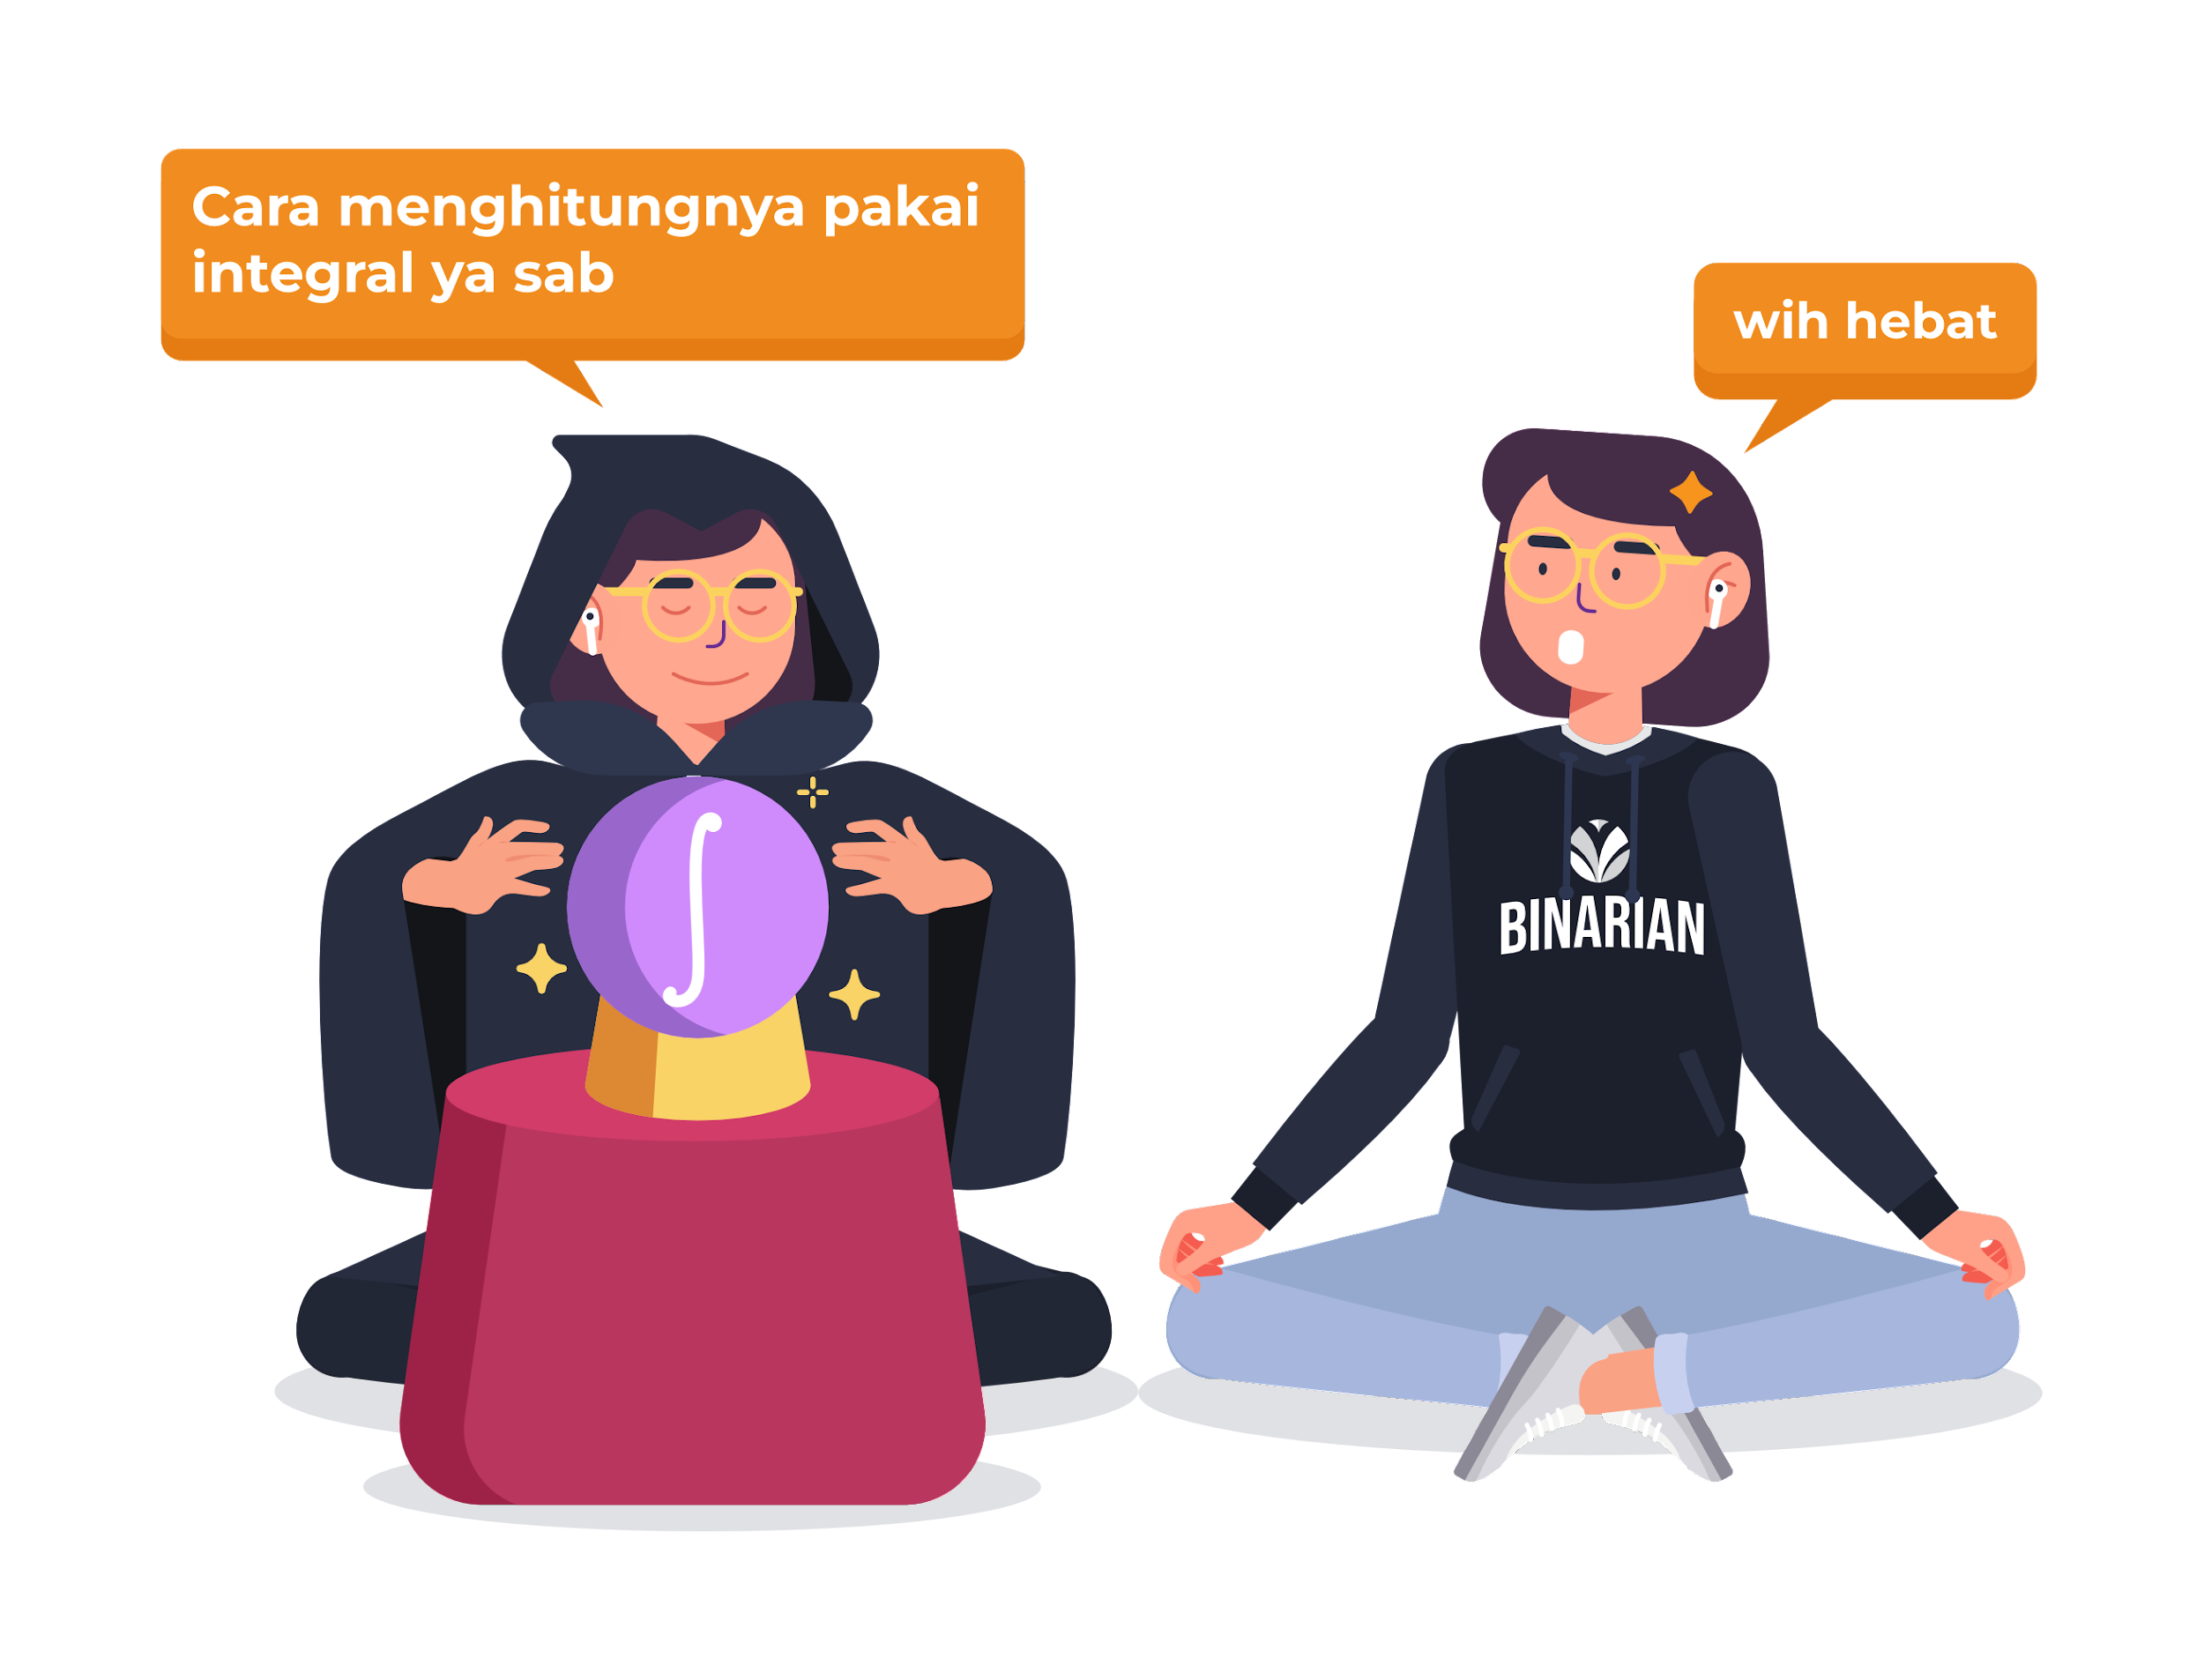 Cara menghitungnya pakai
integral ya sab
wih hebat
∫
BINARIAN